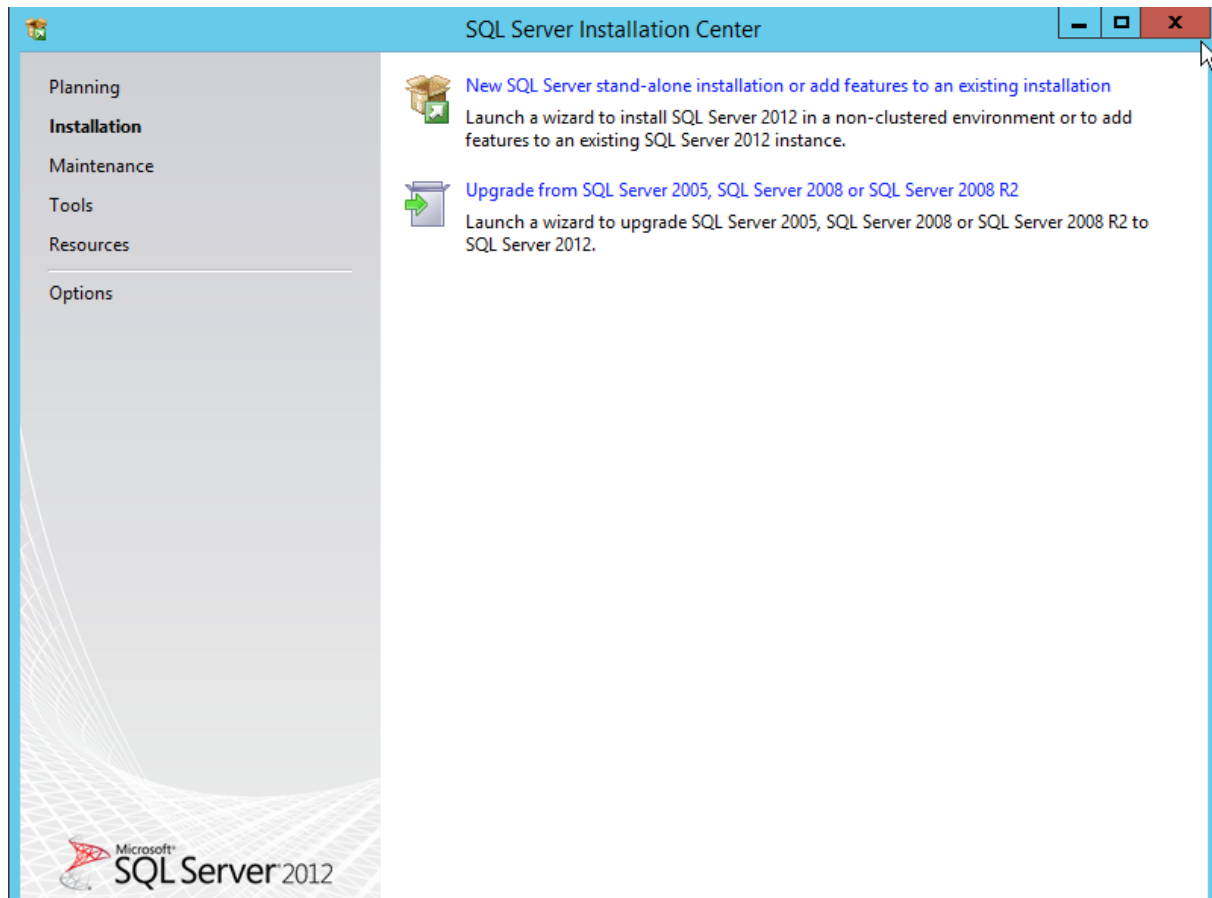 SQL Server Installation Center
Planning
Installation
Maintenance
Tools
Resources
Options
New SQL Server stand-alone installation or add features to an existing installation
Launch a wizard to install SQL Server 2012 in a non-clustered environment or to add
features to an existing SQL Server 2012 instance.
Upgrade from SQL Server 2005, SQL Server 2008 or SQL Server 2008 R2
Launch a wizard to upgrade SQL Server 2005, SQL Server 2008 or SQL Server 2008 R2 to
SQL Server 2012.
Microsoft®
SQL Server® 2012